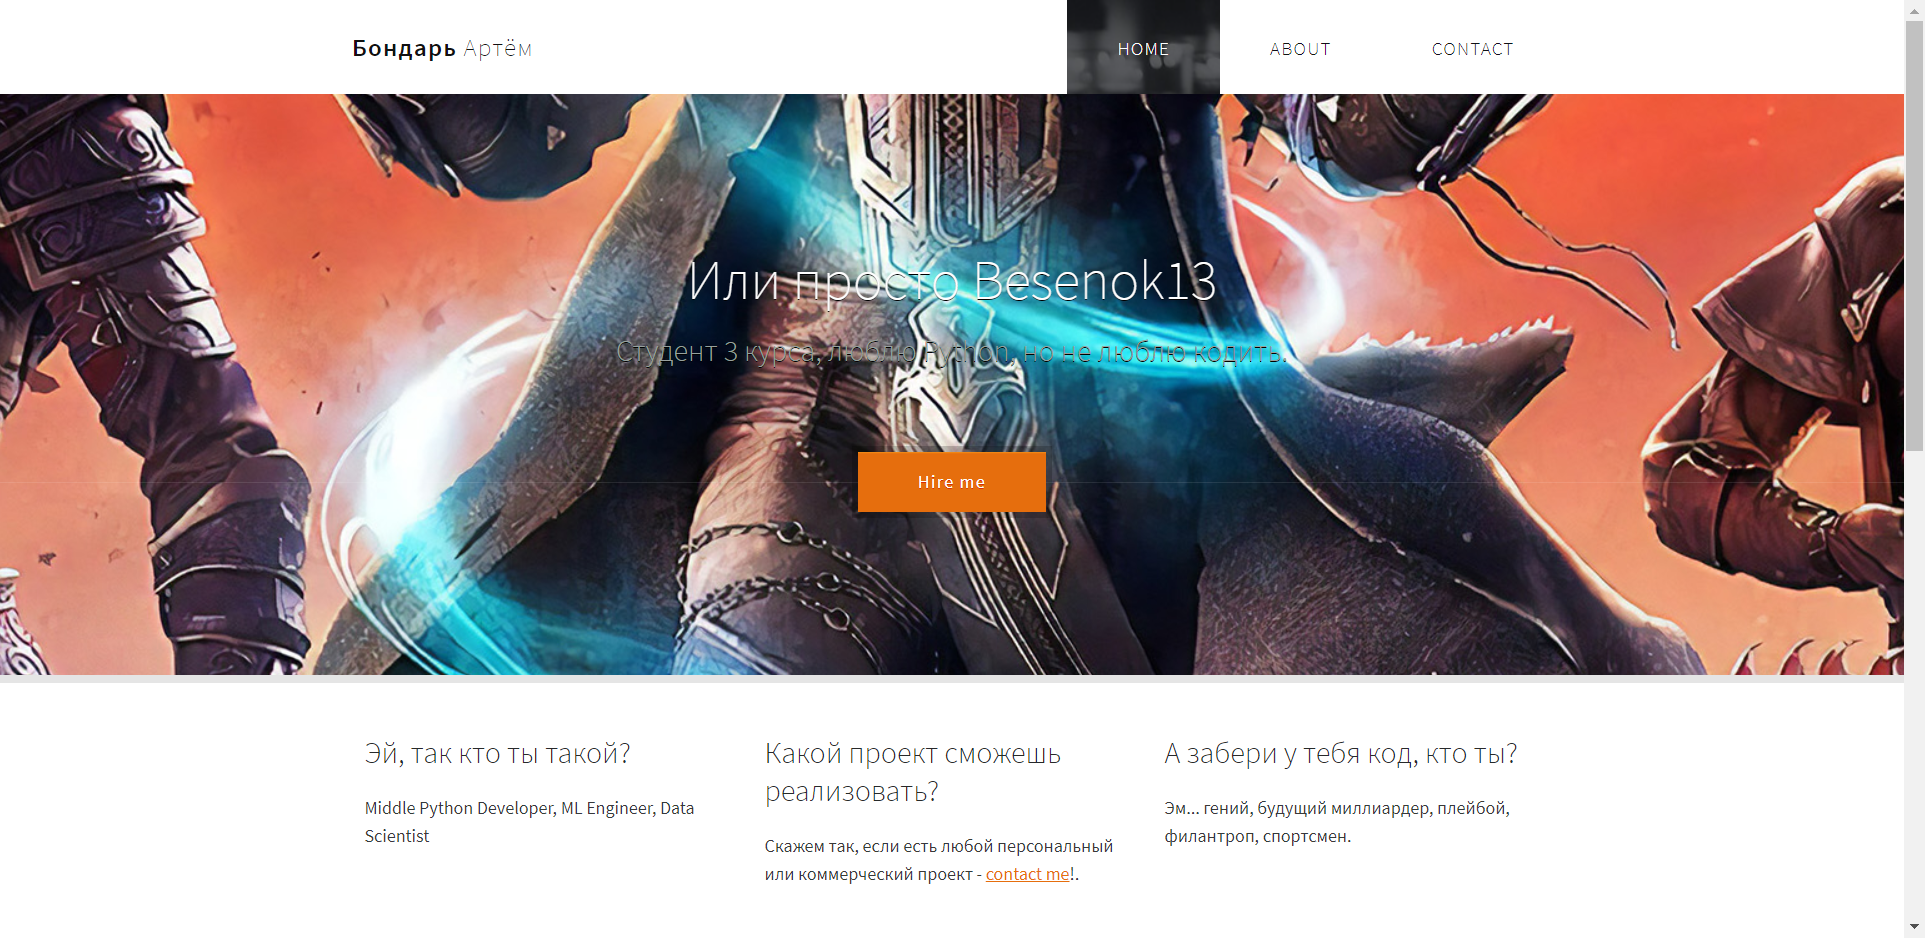 Бондарь Артём
HOME
ABOUT
CONTACT
Или просто Besenok13
Студент 3 курса, люблю Python, но не люблю кодить.
Hire me
Эй, так кто ты такой?
Middle Python Developer, ML Engineer, Data
Scientist
Какой проект сможешь
реализовать?
Скажем так, если есть любой персональный
или коммерческий проект - contact me!.
А забери у тебя код, кто ты?
Эм... гений, будущий миллиардер, плейбой,
филантроп, спортсмен.